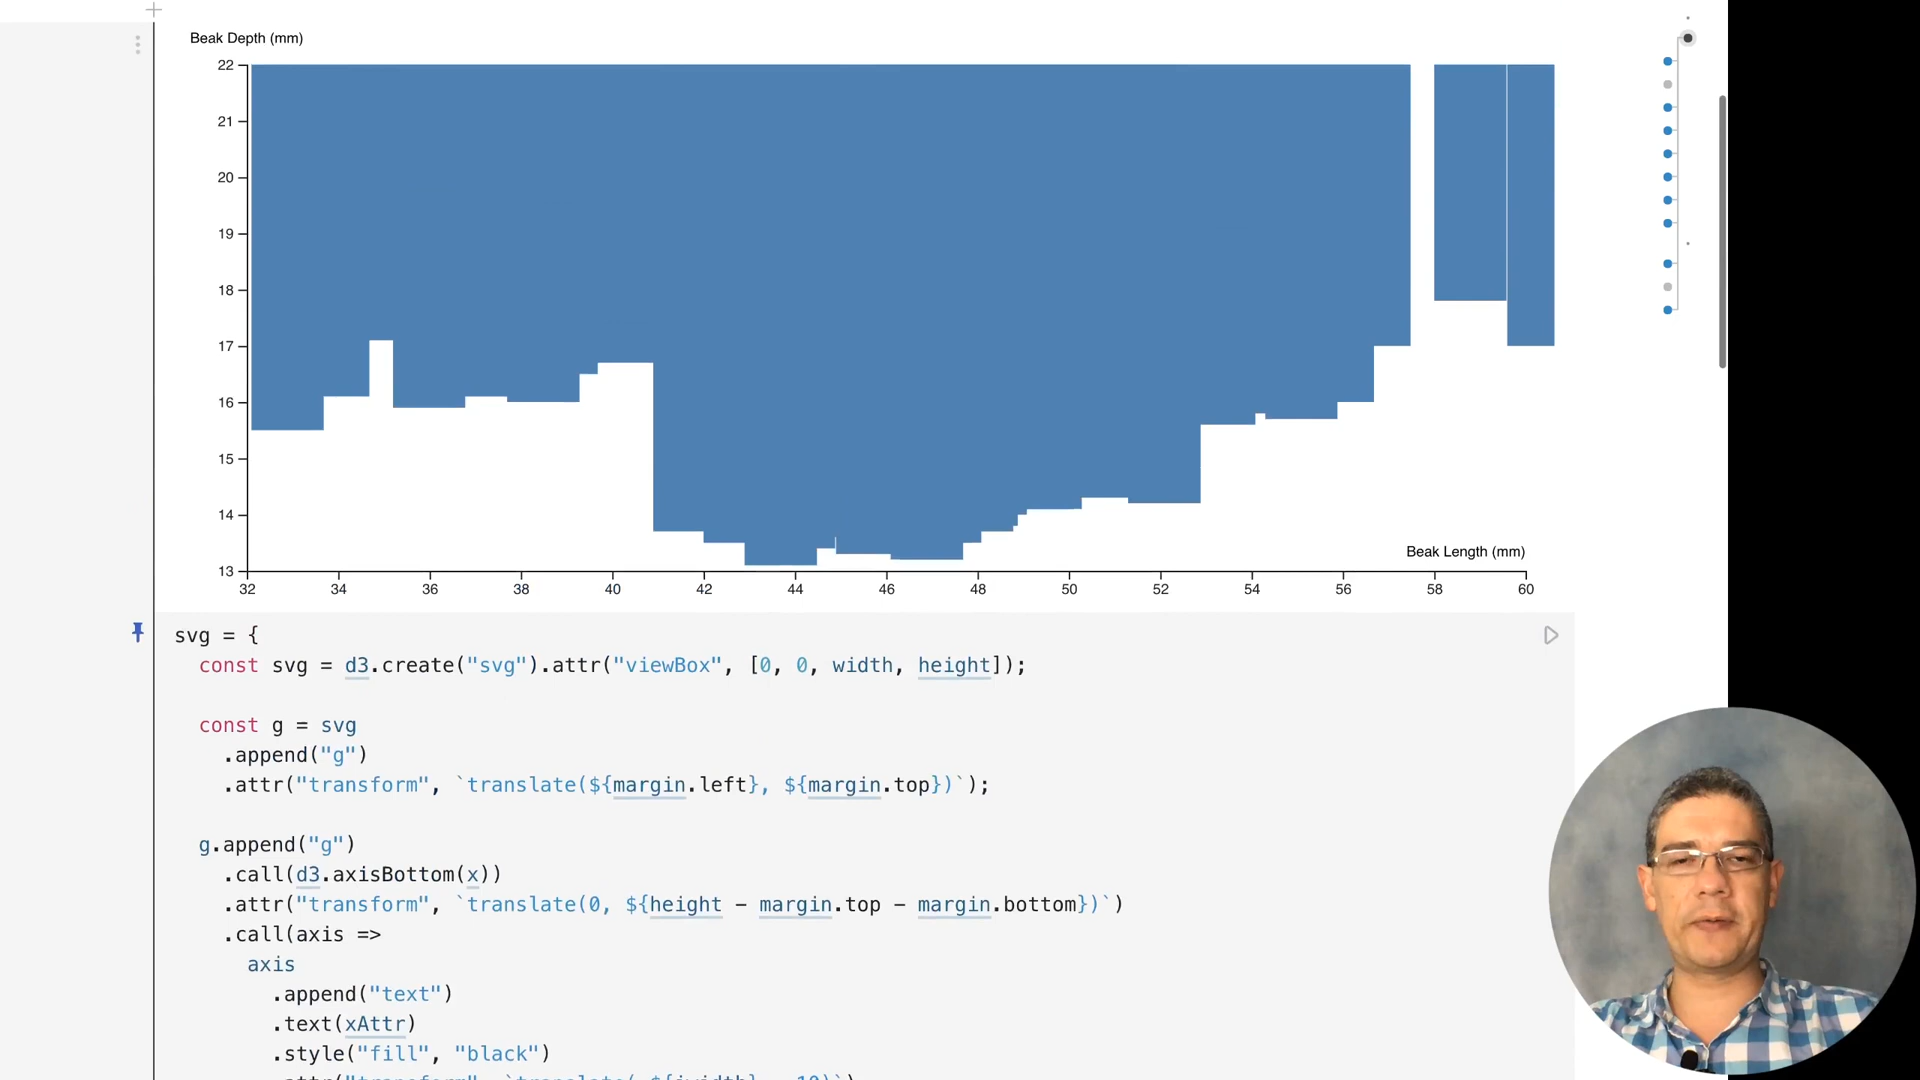 Beak Depth (mm)
22
21
20
19
18
17
16
15
14
13
Beak Length (mm)
32 34 36 38 40 42 44 46 48 50 52 54 56 58 60
svg = {
const svg = d3.create("svg").attr("viewBox", [0, 0, width, height]);
const g = svg
.append("g")
.attr("transform", `translate(${margin.left}, ${margin.top})`);
g.append("g")
.call(d3.axisBottom(x))
.attr("transform", `translate(0, ${height - margin.top - margin.bottom})`)
.call(axis =>
axis
.append("text")
.text(xAttr)
.style("fill", "black")